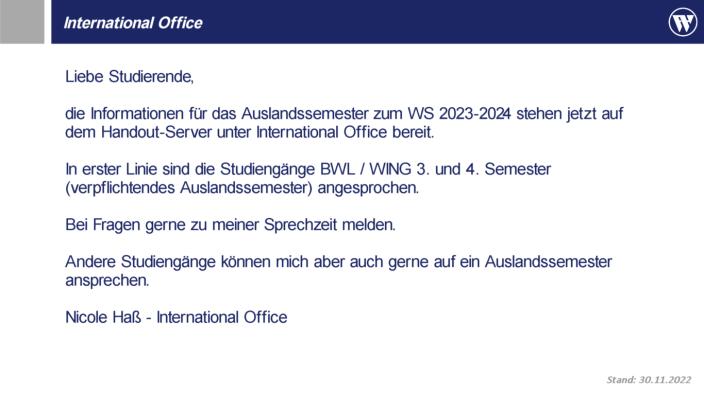 International Office
Liebe Studierende,
die Informationen für das Auslandssemester zum WS 2023-2024 stehen jetzt auf
dem Handout-Server unter International Office bereit.
In erster Linie sind die Studiengänge BWL / WING 3. und 4. Semester
(verpflichtendes Auslandssemester) angesprochen.
Bei Fragen gerne zu meiner Sprechzeit melden.
Andere Studiengänge können mich aber auch gerne auf ein Auslandssemester
ansprechen.
Nicole Haß - International Office
Stand: 30.11.2022